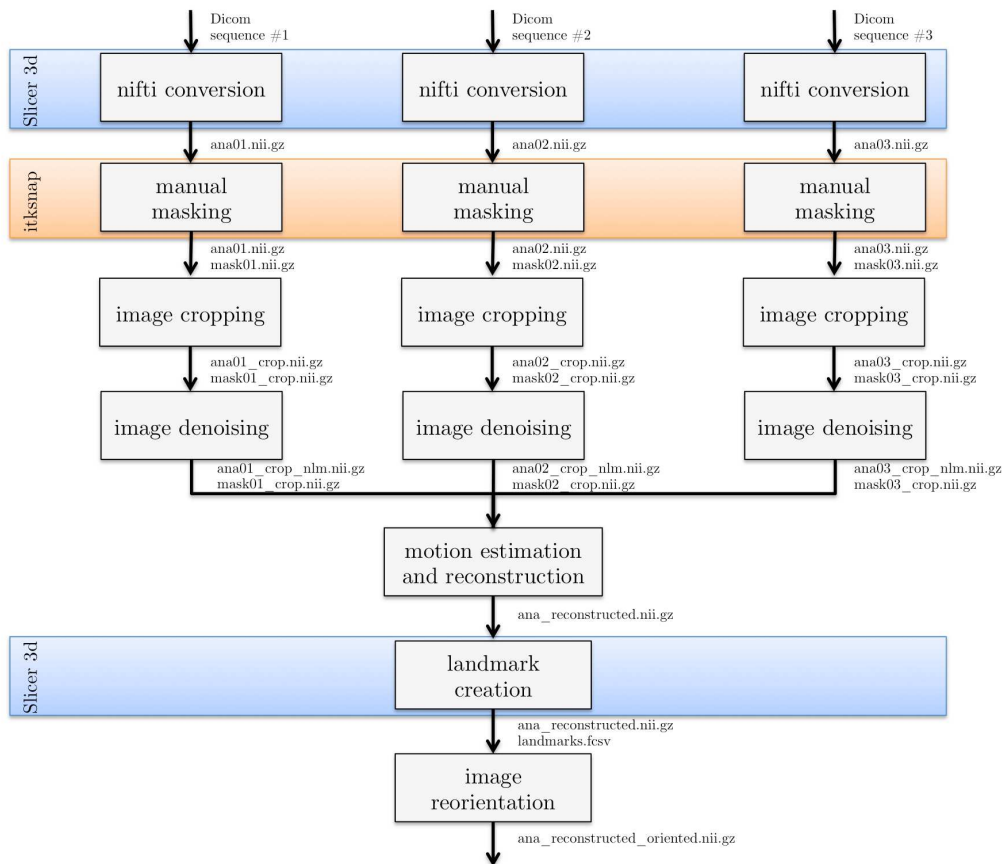 Dicom
sequence #1
Dicom
sequence #2
Dicom
sequence #3
Slicer 3d
nifti conversion
nifti conversion
nifti conversion
ana01.nii.gz
ana02.nii.gz
ana03.nii.gz
itksnap
manual
masking
manual
masking
manual
masking
ana01.nii.gz
mask01.nii.gz
ana02.nii.gz
mask02.nii.gz
ana03.nii.gz
mask03.nii.gz
image cropping
image cropping
image cropping
ana01_crop.nii.gz
mask01_crop.nii.gz
ana02_crop.nii.gz
mask02_crop.nii.gz
ana03_crop.nii.gz
mask03_crop.nii.gz
image denoising
image denoising
image denoising
ana01_crop_nlm.nii.gz
mask01_crop.nii.gz
ana02_crop_nlm.nii.gz
mask02_crop.nii.gz
ana03_crop_nlm.nii.gz
mask03_crop.nii.gz
motion estimation
and reconstruction
ana_reconstructed.nii.gz
Slicer 3d
landmark
creation
ana_reconstructed.nii.gz
landmarks.fcsv
image
reorientation
ana_reconstructed_oriented.nii.gz